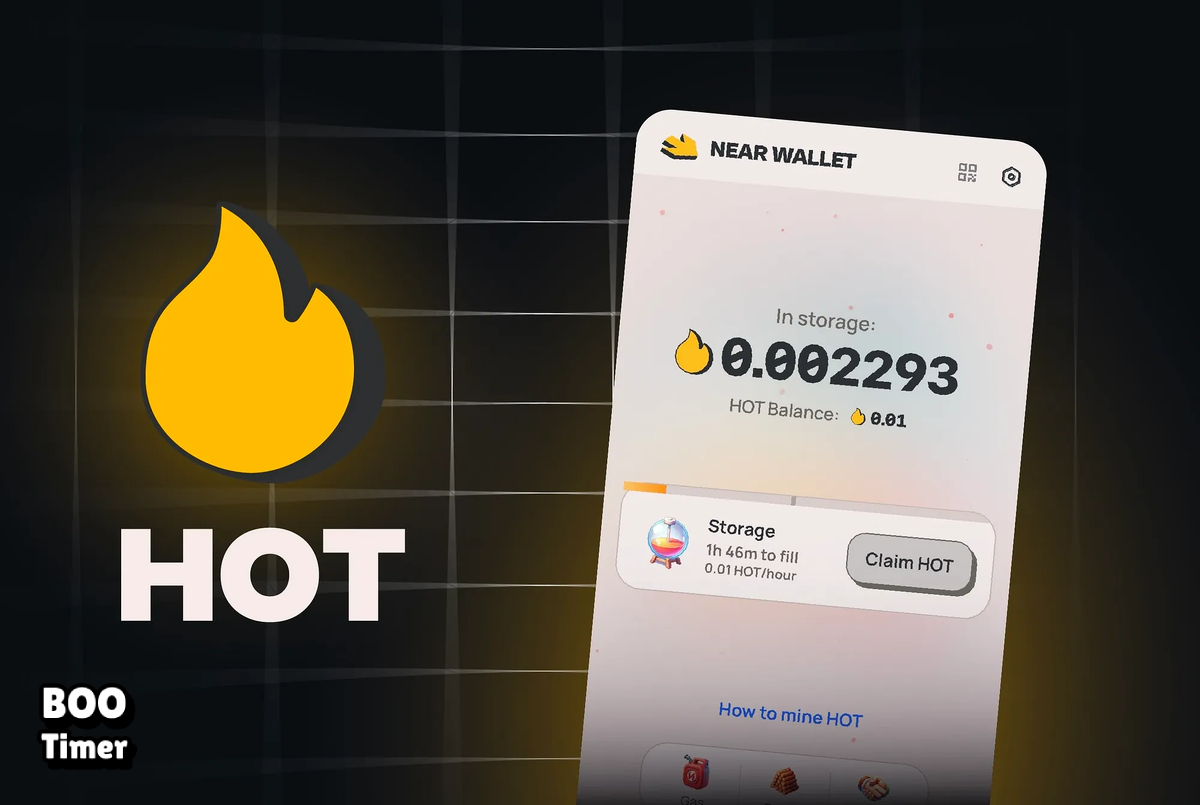 HOT
BOO
Timer
NEAR WALLET
In storage:
0.002293
HOT Balance: 0.01
Storage
1h 46m to fill
0.01 HOT/hour
Claim HOT
How to mine HOT
Gas